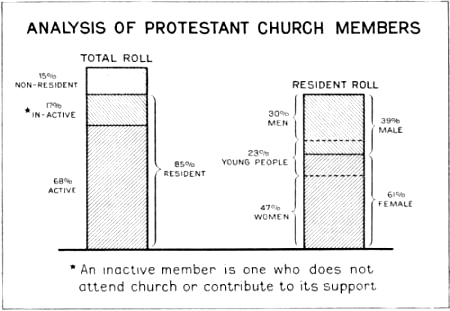 ANALYSIS OF PROTESTANT CHURCH MEMBERS
TOTAL ROLL
15%
NON-RESIDENT
17%
* IN-ACTIVE
68%
ACTIVE
85%
RESIDENT
RESIDENT ROLL
30%
MEN
23%
YOUNG PEOPLE
47%
WOMEN
39%
MALE
61%
FEMALE
* An inactive member is one who does not
attend church or contribute to its support